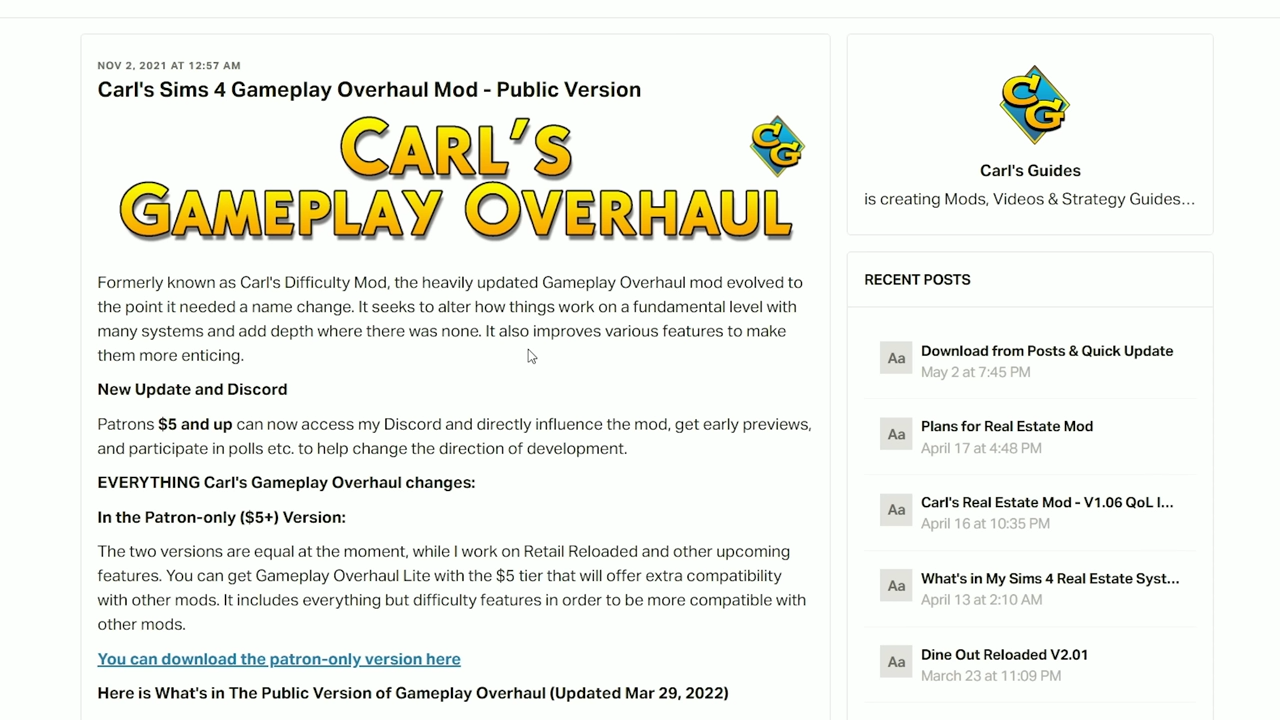 NOV 2, 2021 AT 12:57 AM
Carl's Sims 4 Gameplay Overhaul Mod - Public Version
CARL'S
CG
GAMEPLAY OVERHAUL
Formerly known as Carl's Difficulty Mod, the heavily updated Gameplay Overhaul mod evolved to
the point it needed a name change. It seeks to alter how things work on a fundamental level with
many systems and add depth where there was none. It also improves various features to make
them more enticing.
New Update and Discord
Patrons $5 and up can now access my Discord and directly influence the mod, get early previews,
and participate in polls etc. to help change the direction of development.
EVERYTHING Carl's Gameplay Overhaul changes:
In the Patron-only ($5+) Version:
The two versions are equal at the moment, while I work on Retail Reloaded and other upcoming
features. You can get Gameplay Overhaul Lite with the $5 tier that will offer extra compatibility
with other mods. It includes everything but difficulty features in order to be more compatible with
other mods.
You can download the patron-only version here
Here is What's in The Public Version of Gameplay Overhaul (Updated Mar 29, 2022)
CG
Carl's Guides
is creating Mods, Videos & Strategy Guides...
RECENT POSTS
Aa
Download from Posts & Quick Update
May 2 at 7:45 PM
Aa
Plans for Real Estate Mod
April 17 at 4:48 PM
Aa
Carl's Real Estate Mod - V1.06 QoL I...
April 16 at 10:35 PM
Aa
What's in My Sims 4 Real Estate Syst...
April 13 at 2:10 AM
Aa
Dine Out Reloaded V2.01
March 23 at 11:09 PM